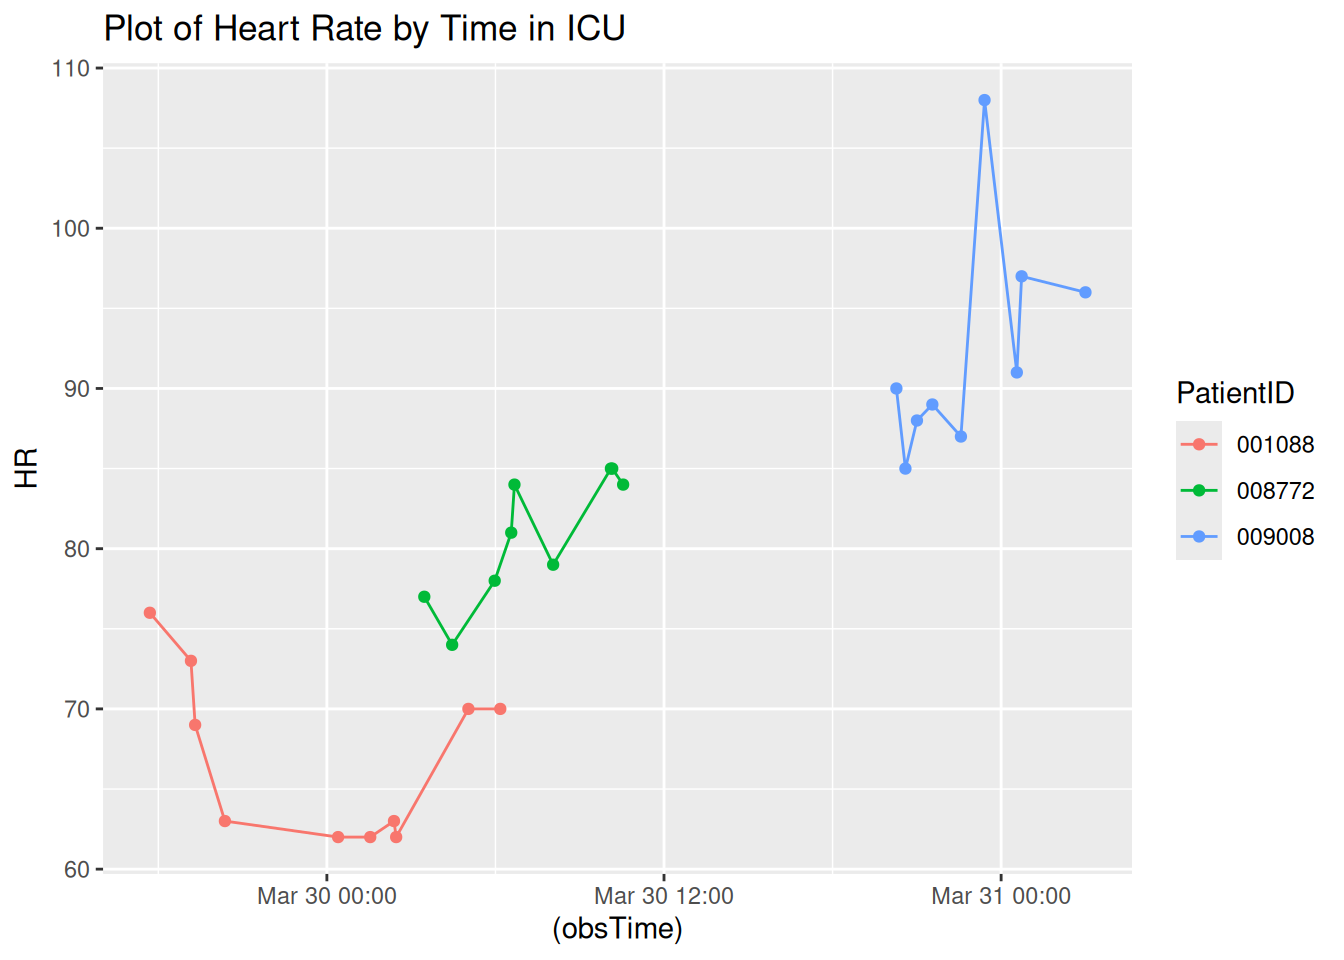 Plot of Heart Rate by Time in ICU
110
100
90
80
70
60
HR
Mar 30 00:00
Mar 30 12:00
Mar 31 00:00
(obsTime)
PatientID
001088
008772
009008